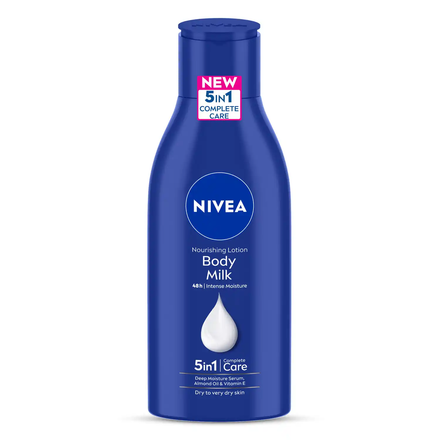 NEW
5IN1
COMPLETE
CARE
NIVEA
Nourishing Lotion
Body
Milk
48h | Intense Moisture
5in1 | Complete
Care
Deep Moisture Serum,
Almond Oil & Vitamin E
Dry to very dry skin